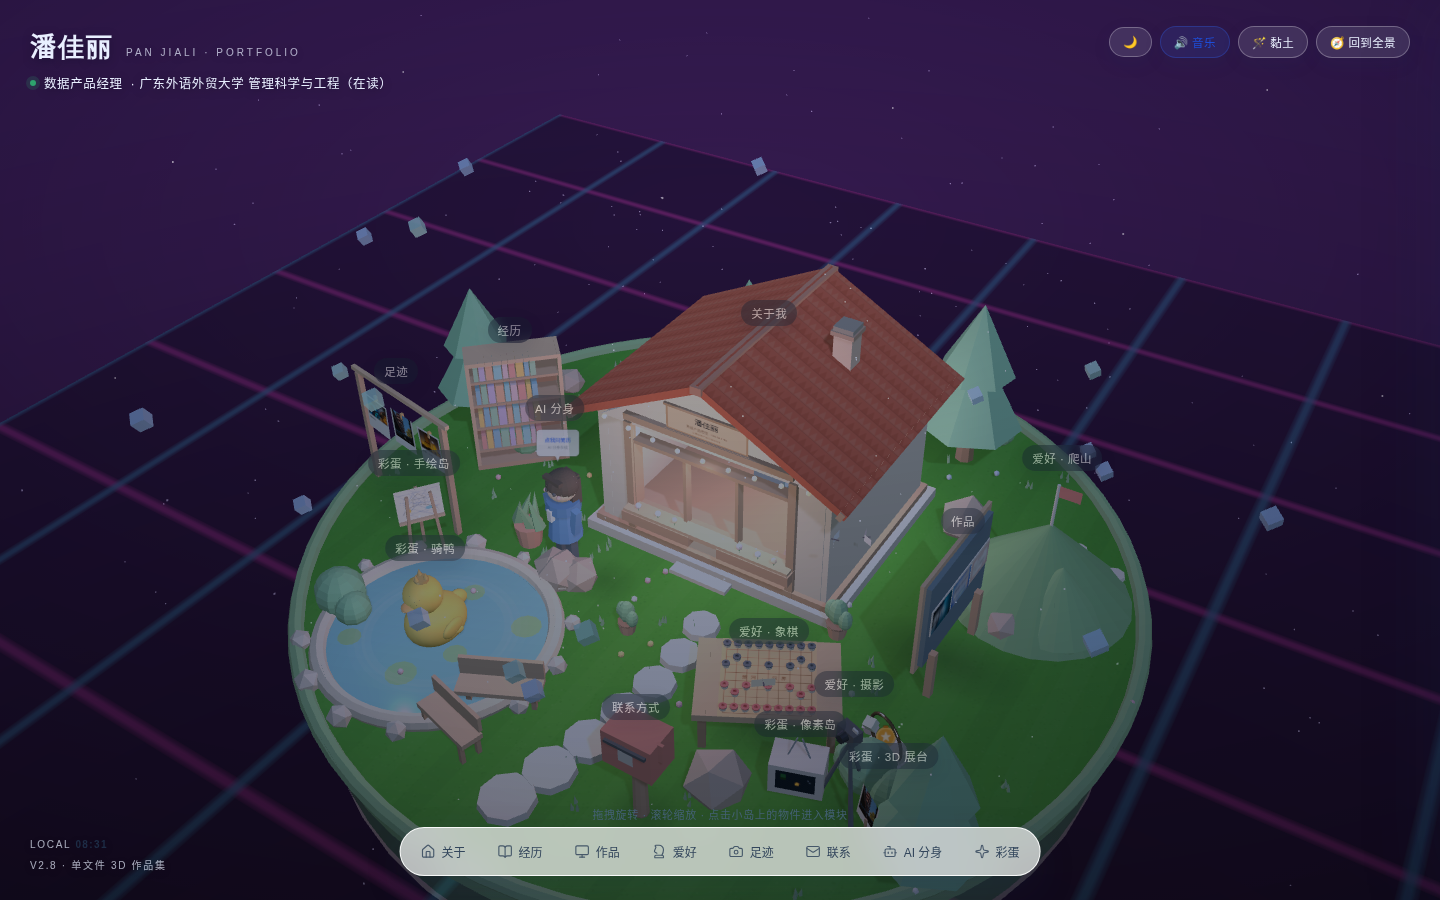 潘佳丽 PAN JIALI · PORTFOLIO
数据产品经理 · 广东外语外贸大学 管理科学与工程（在读）
🌙
🔊 音乐
🪄 黏土
🧭 回到全景
关于我
经历
足迹
AI 分身
彩蛋 · 手绘岛
爱好 · 爬山
潘佳丽
作品
彩蛋 · 骑鸭
爱好 · 象棋
爱好 · 摄影
联系方式
彩蛋 · 像素岛
彩蛋 · 3D 展台
拖拽旋转 · 滚轮缩放 · 点击小岛上的物件进入模块
LOCAL 08:31
V2.8 · 单文件 3D 作品集
关于
经历
作品
爱好
足迹
联系
AI 分身
彩蛋